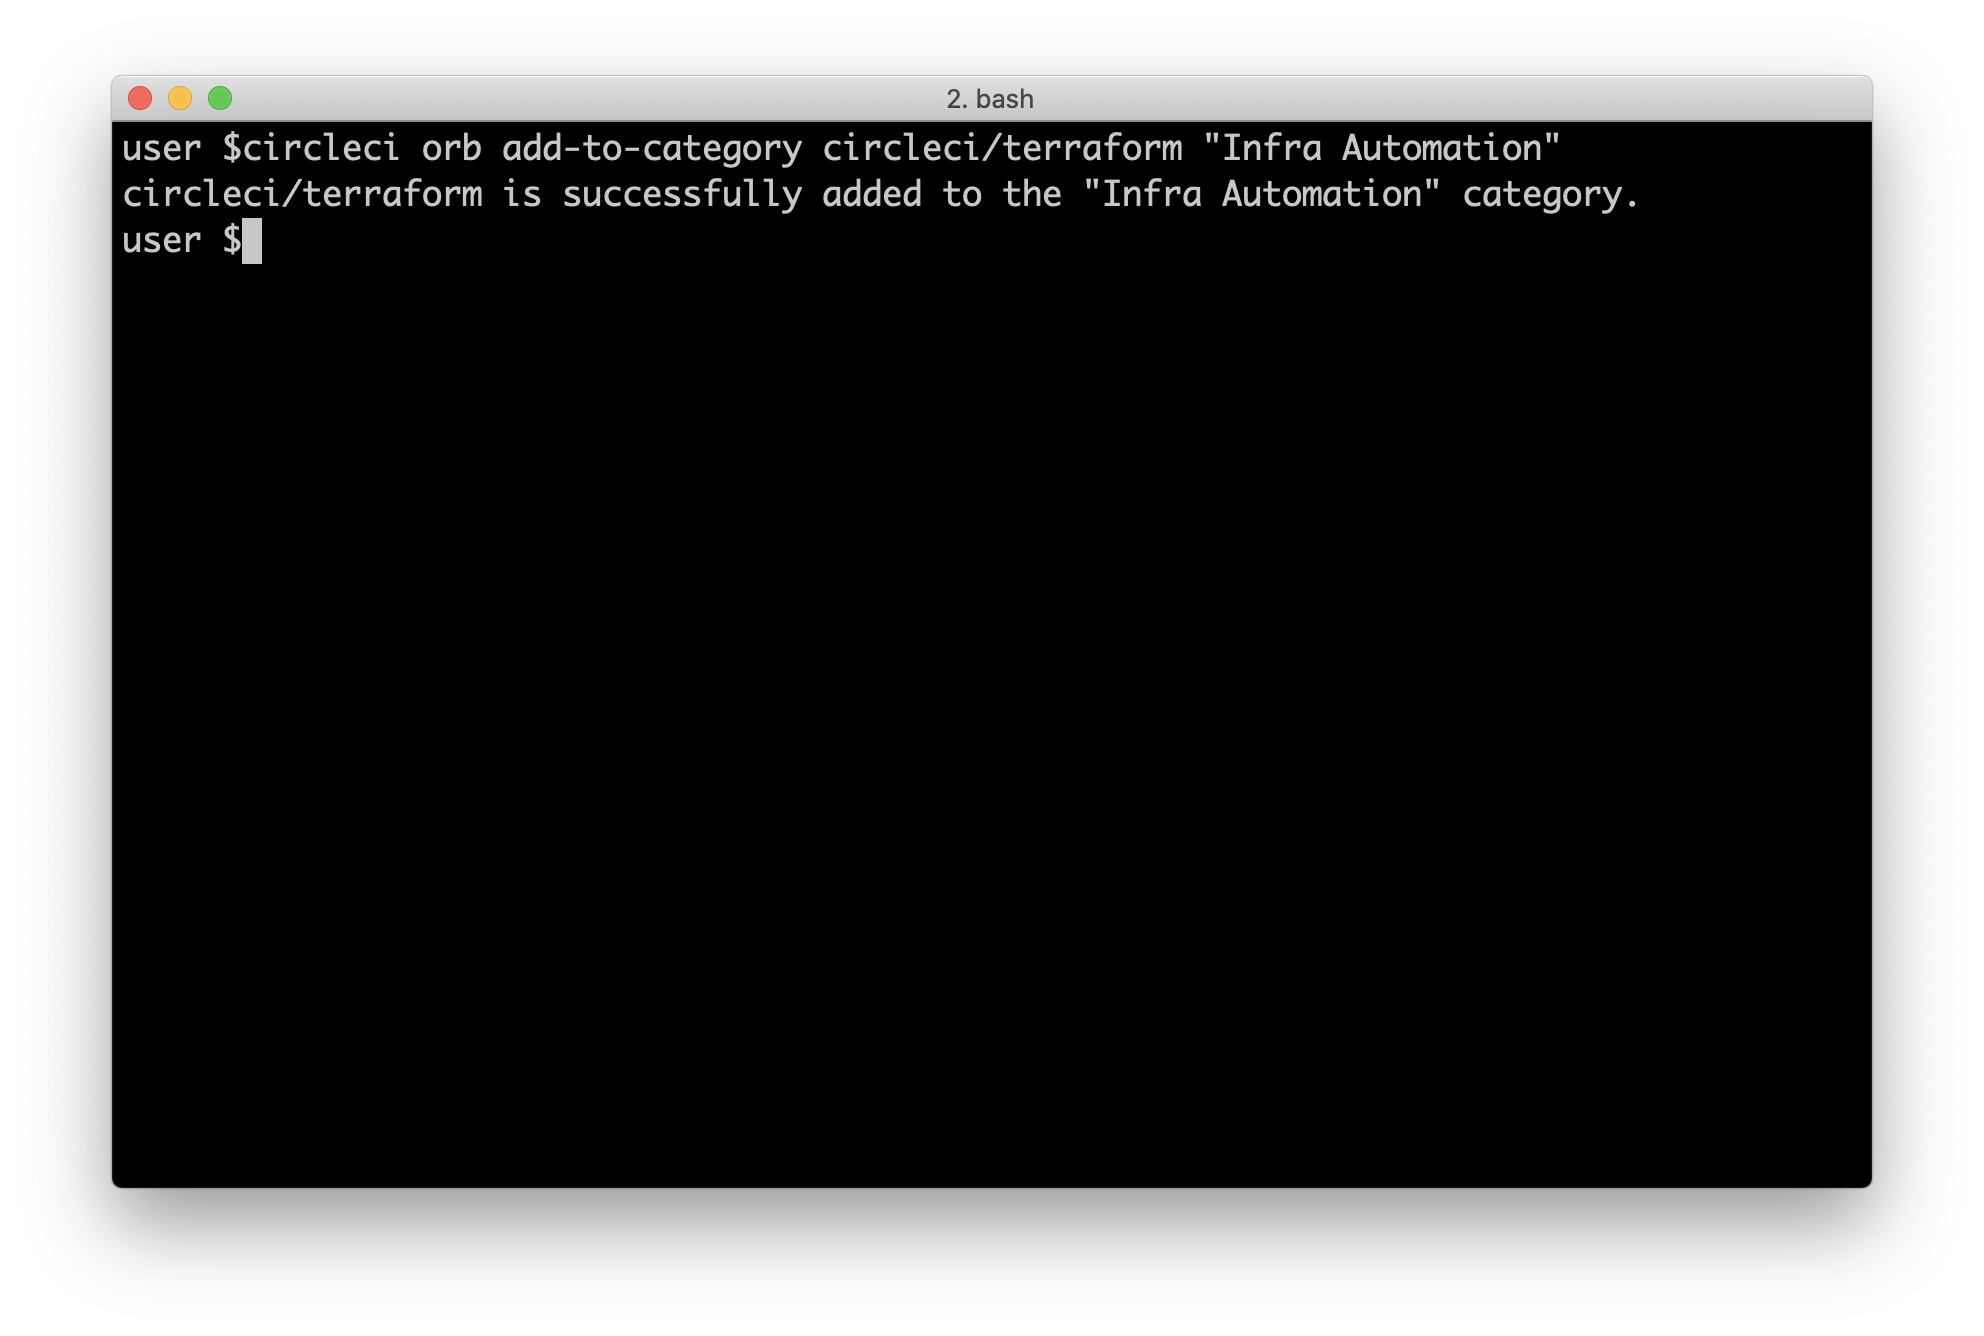 2. bash
user $circleci orb add-to-category circleci/terraform "Infra Automation"
circleci/terraform is successfully added to the "Infra Automation" category.
user $